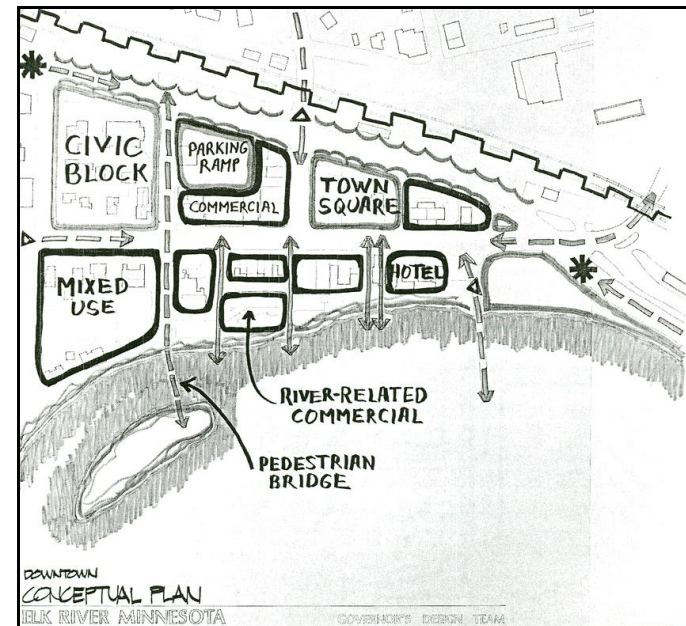 CIVIC
BLOCK
PARKING
RAMP
COMMERCIAL
TOWN
SQUARE
MIXED
USE
HOTEL
RIVER-RELATED
COMMERCIAL
PEDESTRIAN
BRIDGE
DOWNTOWN
CONCEPTUAL PLAN
ELK RIVER MINNESOTA
GOVERNOR'S DESIGN TEAM